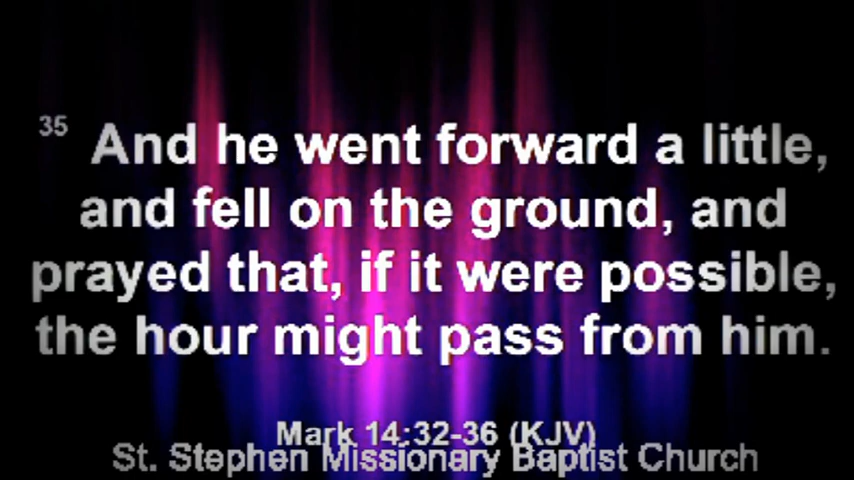 35 And he went forward a little,
and fell on the ground, and
prayed that, if it were possible,
the hour might pass from him.
Mark 14:32-36 (KJV)
St. Stephen Missionary Baptist Church